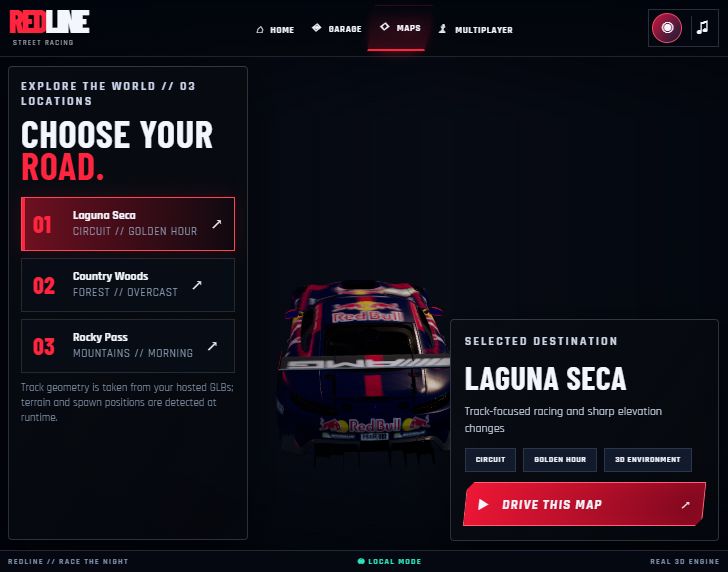 REDLINE
STREET RACING
HOME
GARAGE
MAPS
MULTIPLAYER
EXPLORE THE WORLD // 03
LOCATIONS
CHOOSE YOUR
ROAD.
01
Laguna Seca
CIRCUIT // GOLDEN HOUR
02
Country Woods
FOREST // OVERCAST
03
Rocky Pass
MOUNTAINS // MORNING
Track geometry is taken from your hosted GLBs;
terrain and spawn positions are detected at
runtime.
Red Bull
AMG
Red Bull
SELECTED DESTINATION
LAGUNA SECA
Track-focused racing and sharp elevation
changes
CIRCUIT
GOLDEN HOUR
3D ENVIRONMENT
DRIVE THIS MAP
REDLINE // RACE THE NIGHT
LOCAL MODE
REAL 3D ENGINE